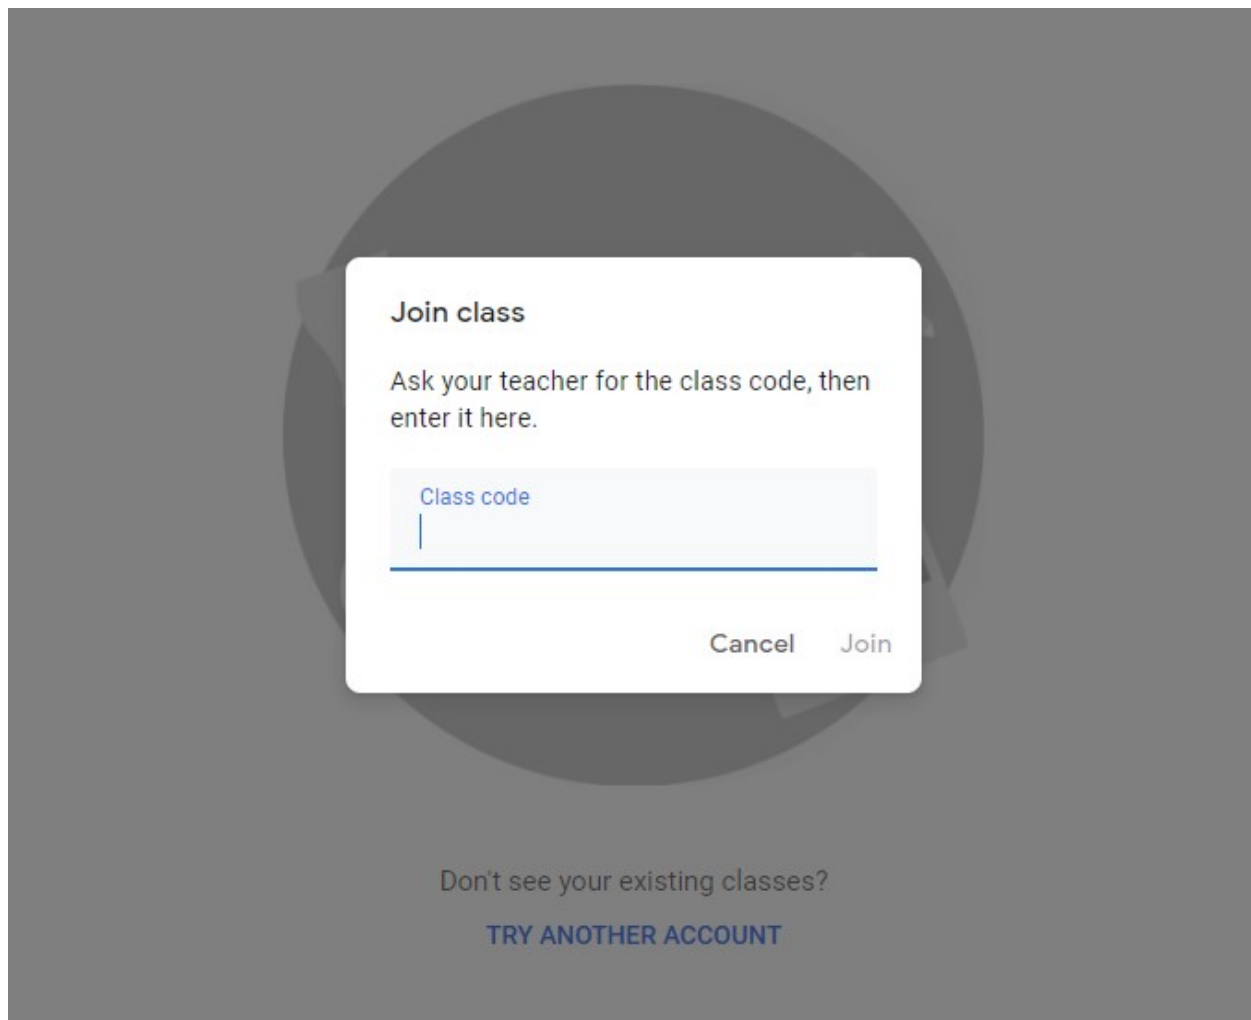 Join class
Ask your teacher for the class code, then
enter it here.
Class code
Cancel Join
Don't see your existing classes?
TRY ANOTHER ACCOUNT